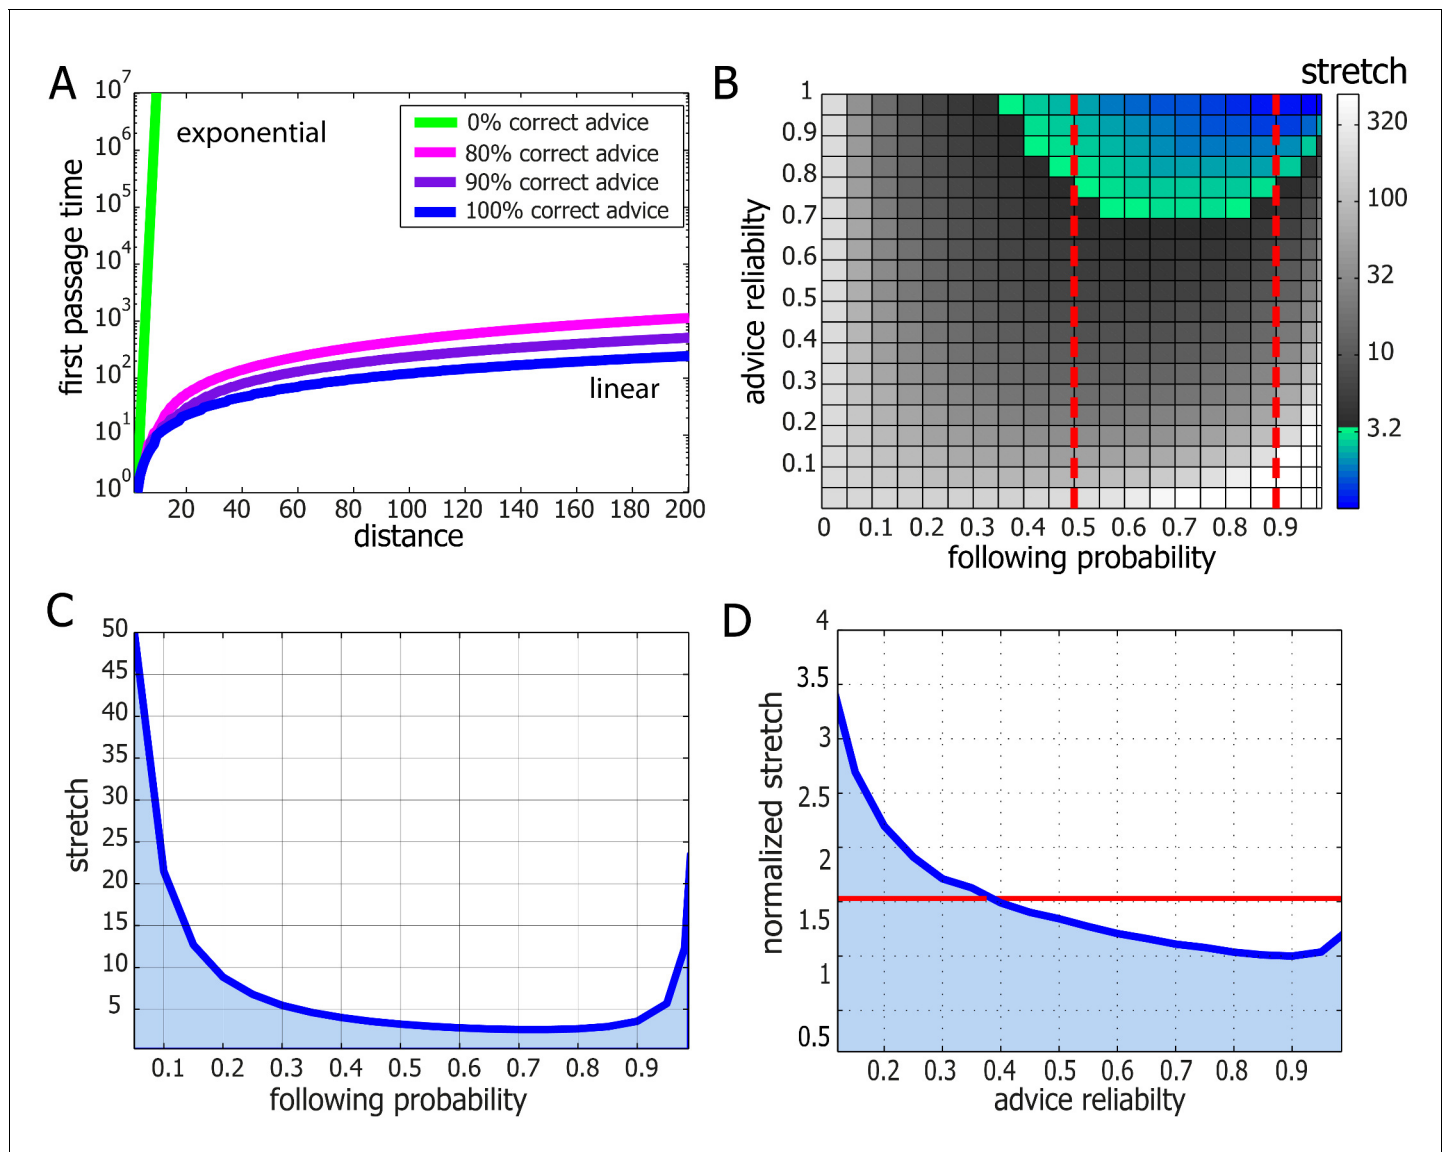 A
first passage time
10^7
10^6
10^5
10^4
10^3
10^2
10^1
10^0
exponential
0% correct advice
80% correct advice
90% correct advice
100% correct advice
linear
20 40 60 80 100 120 140 160 180 200
distance
B
stretch
advice reliabilty
1
0.9
0.8
0.7
0.6
0.5
0.4
0.3
0.2
0.1
0 0.1 0.2 0.3 0.4 0.5 0.6 0.7 0.8 0.9
following probability
320
100
32
10
3.2
C
stretch
50
45
40
35
30
25
20
15
10
5
0.1 0.2 0.3 0.4 0.5 0.6 0.7 0.8 0.9
following probability
D
normalized stretch
4
3.5
3
2.5
2
1.5
1
0.5
0.2 0.3 0.4 0.5 0.6 0.7 0.8 0.9
advice reliabilty